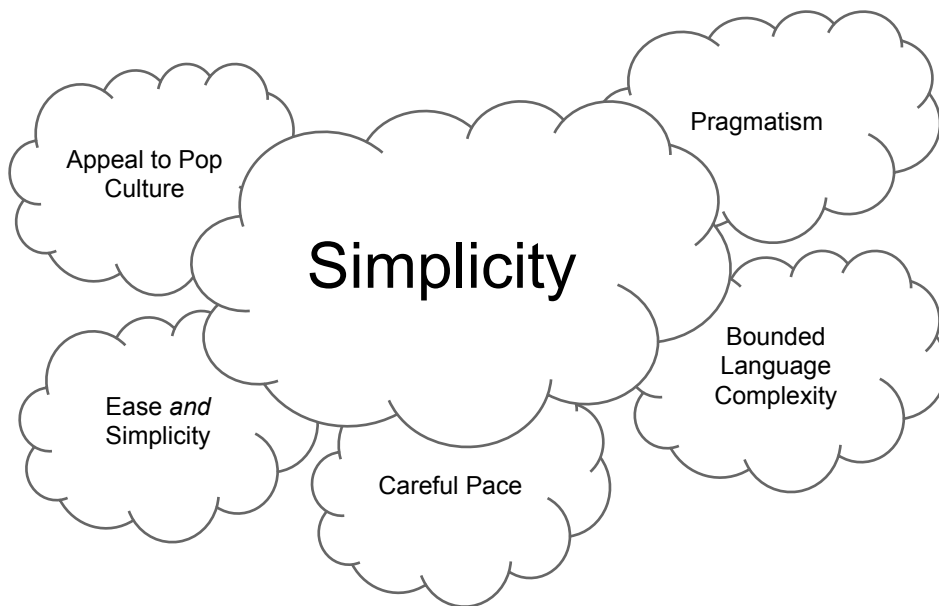 Pragmatism
Appeal to Pop
Culture
Simplicity
Bounded
Language
Complexity
Ease and
Simplicity
Careful Pace